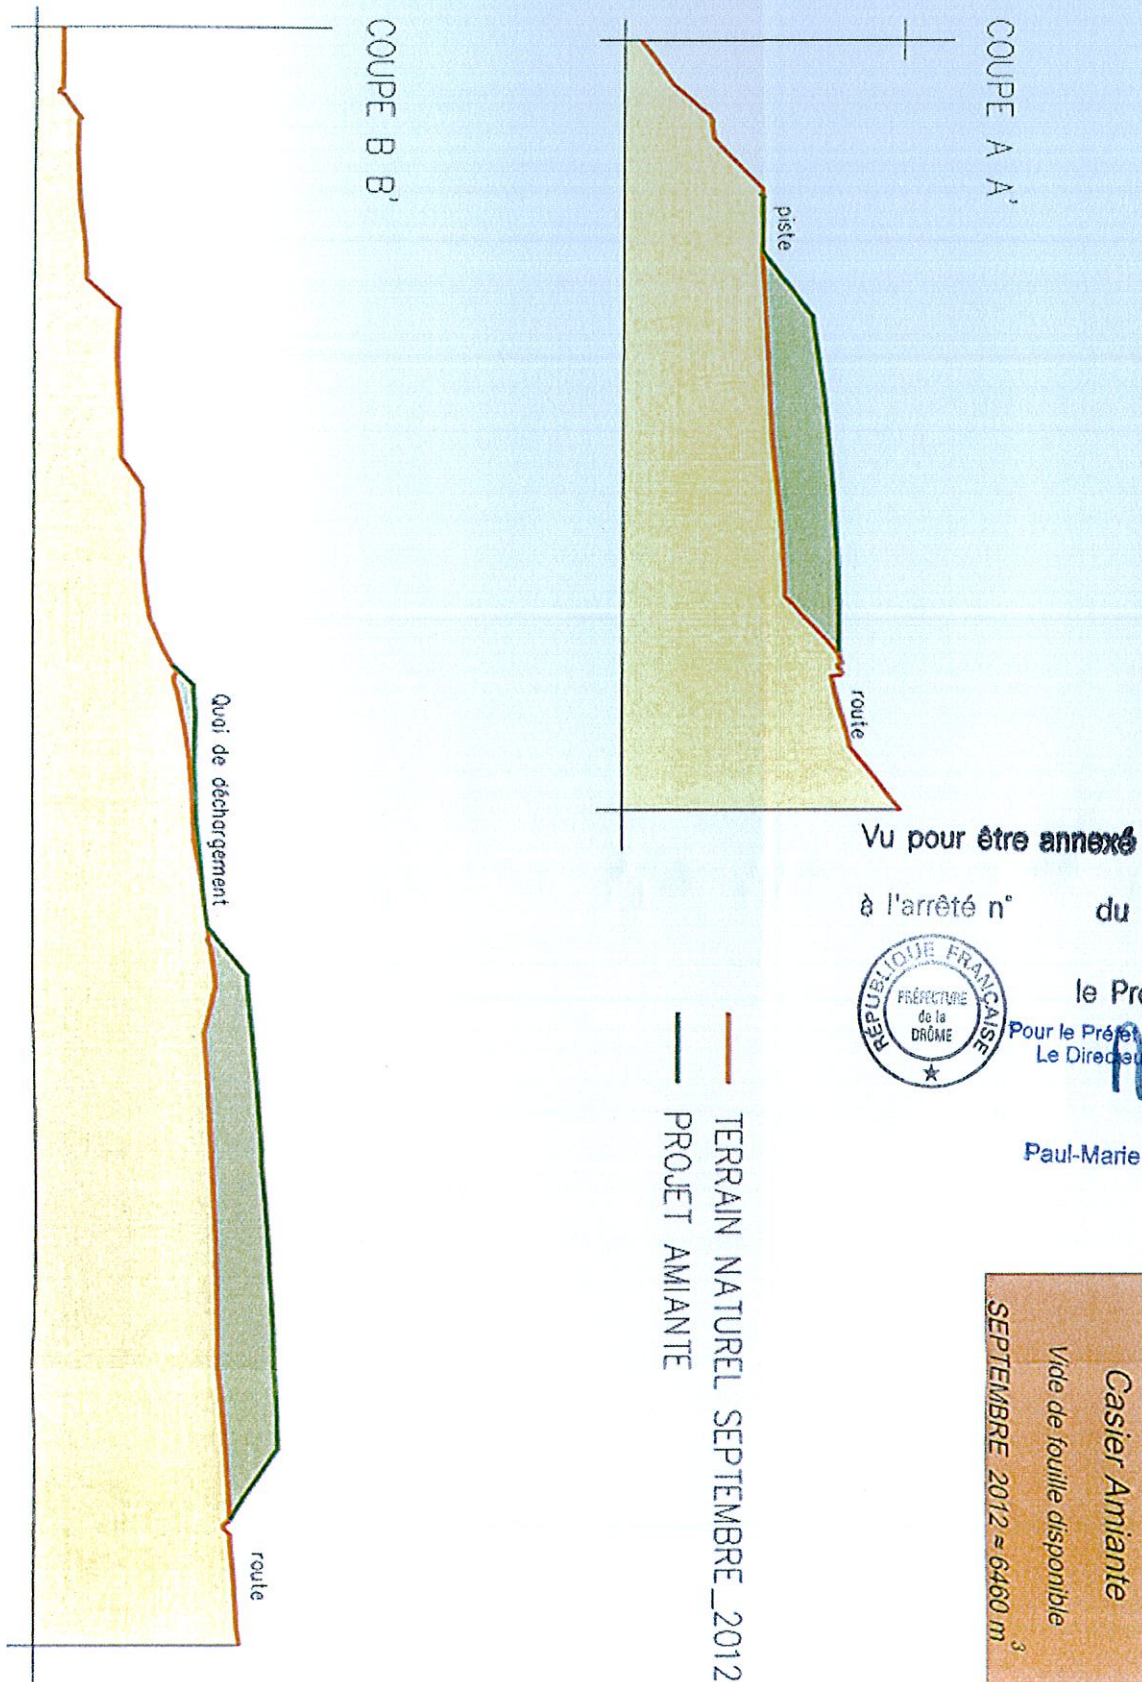 COUPE A A'
piste
route
COUPE B B'
Quai de déchargement
route
TERRAIN NATUREL SEPTEMBRE_2012
PROJET AMIANTE
Vu pour être annexé
à l'arrêté n° du
le Pré
Pour le Préfet
Le Directeu
Paul-Marie
RÉPUBLIQUE FRANÇAISE
PRÉFECTURE
de la
DRÔME
Casier Amiante
Vide de fouille disponible
SEPTEMBRE 2012 ≈ 6460 m³